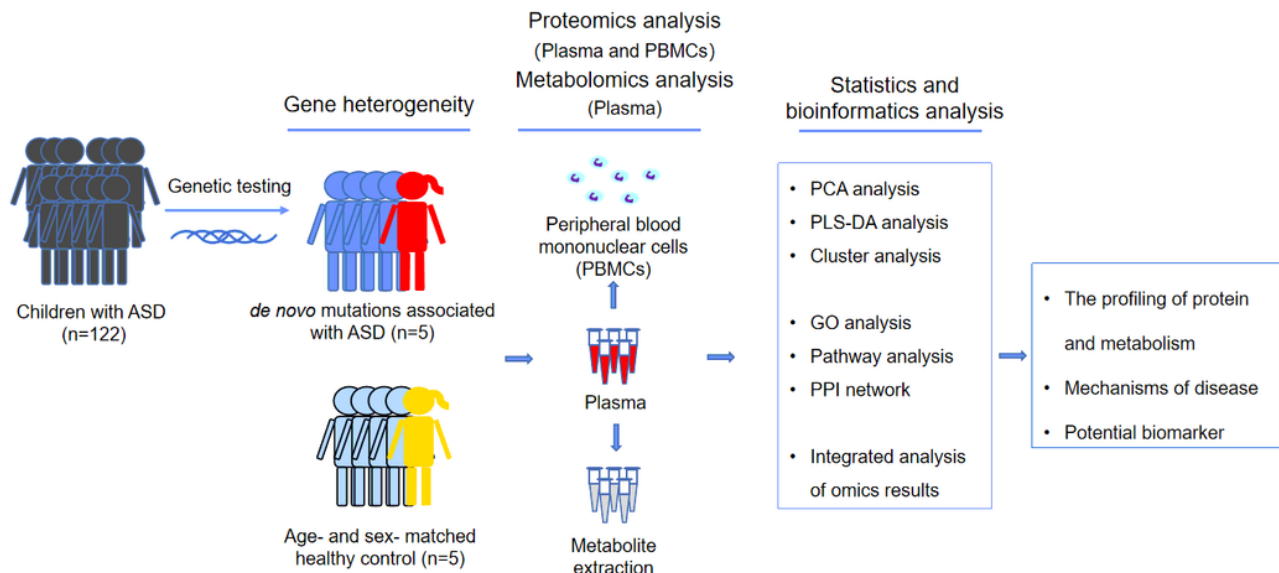 Proteomics analysis
(Plasma and PBMCs)
Metabolomics analysis
(Plasma)
Statistics and
bioinformatics analysis
Gene heterogeneity
Genetic testing
Children with ASD
(n=122)
de novo mutations associated
with ASD (n=5)
Age- and sex- matched
healthy control (n=5)
Peripheral blood
mononuclear cells
(PBMCs)
Plasma
Metabolite
extraction
• PCA analysis
• PLS-DA analysis
• Cluster analysis
• GO analysis
• Pathway analysis
• PPI network
• Integrated analysis
of omics results
• The profiling of protein
and metabolism
• Mechanisms of disease
• Potential biomarker